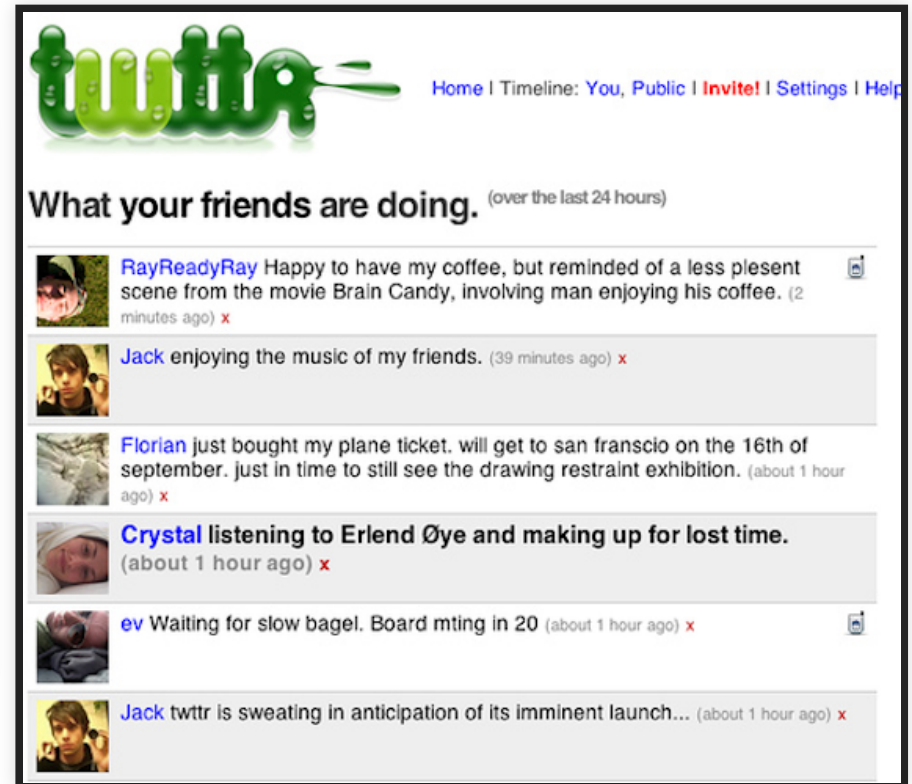 twttr
Home | Timeline: You, Public | Invite! | Settings | Help
What your friends are doing. (over the last 24 hours)
RayReadyRay Happy to have my coffee, but reminded of a less plesent
scene from the movie Brain Candy, involving man enjoying his coffee. (2
minutes ago) x
Jack enjoying the music of my friends. (39 minutes ago) x
Florian just bought my plane ticket. will get to san franscio on the 16th of
september. just in time to still see the drawing restraint exhibition. (about 1 hour
ago) x
Crystal listening to Erlend Øye and making up for lost time.
(about 1 hour ago) x
ev Waiting for slow bagel. Board mting in 20 (about 1 hour ago) x
Jack twttr is sweating in anticipation of its imminent launch... (about 1 hour ago) x